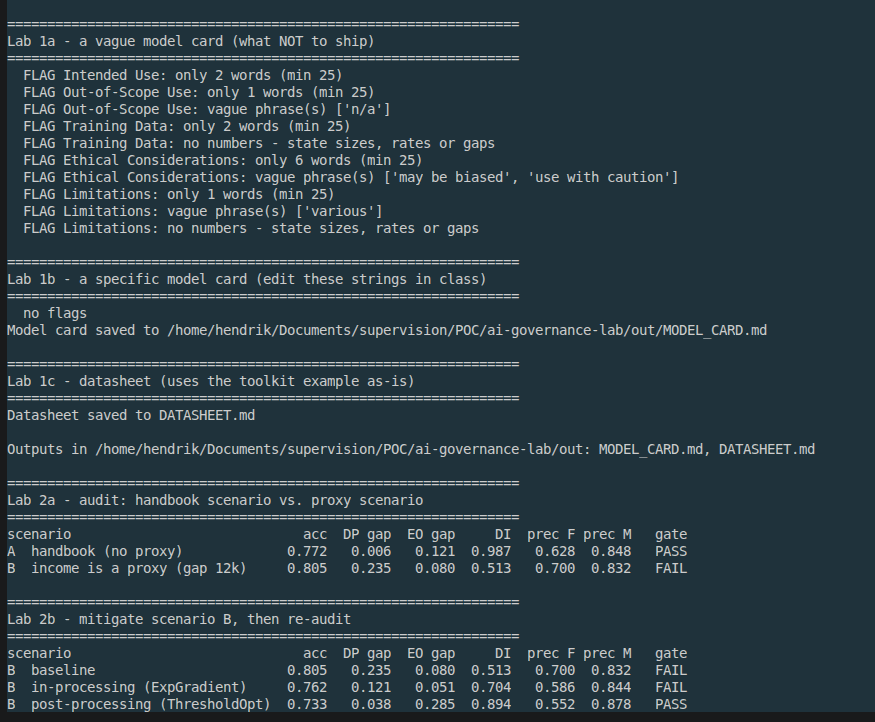 ================================================================
Lab 1a - a vague model card (what NOT to ship)
================================================================
  FLAG Intended Use: only 2 words (min 25)
  FLAG Out-of-Scope Use: only 1 words (min 25)
  FLAG Out-of-Scope Use: vague phrase(s) ['n/a']
  FLAG Training Data: only 2 words (min 25)
  FLAG Training Data: no numbers - state sizes, rates or gaps
  FLAG Ethical Considerations: only 6 words (min 25)
  FLAG Ethical Considerations: vague phrase(s) ['may be biased', 'use with caution']
  FLAG Limitations: only 1 words (min 25)
  FLAG Limitations: vague phrase(s) ['various']
  FLAG Limitations: no numbers - state sizes, rates or gaps
================================================================
Lab 1b - a specific model card (edit these strings in class)
================================================================
  no flags
Model card saved to /home/hendrik/Documents/supervision/POC/ai-governance-lab/out/MODEL_CARD.md
================================================================
Lab 1c - datasheet (uses the toolkit example as-is)
================================================================
Datasheet saved to DATASHEET.md
Outputs in /home/hendrik/Documents/supervision/POC/ai-governance-lab/out: MODEL_CARD.md, DATASHEET.md
================================================================
Lab 2a - audit: handbook scenario vs. proxy scenario
================================================================
scenario                             acc  DP gap  EO gap     DI  prec F prec M   gate
A  handbook (no proxy)             0.772   0.006   0.121  0.987   0.628  0.848   PASS
B  income is a proxy (gap 12k)     0.805   0.235   0.080  0.513   0.700  0.832   FAIL
================================================================
Lab 2b - mitigate scenario B, then re-audit
================================================================
scenario                             acc  DP gap  EO gap     DI  prec F prec M   gate
B  baseline                        0.805   0.235   0.080  0.513   0.700  0.832   FAIL
B  in-processing (ExpGradient)     0.762   0.121   0.051  0.704   0.586  0.844   FAIL
B  post-processing (ThresholdOpt)  0.733   0.038   0.285  0.894   0.552  0.878   PASS